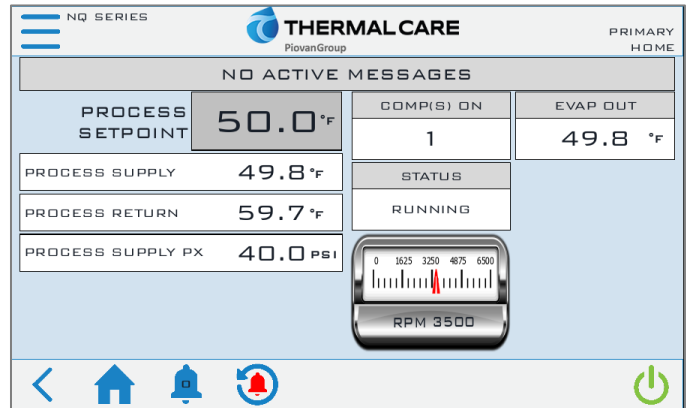 NQ SERIES
THERMALCARE
PiovanGroup
PRIMARY
HOME
NO ACTIVE MESSAGES
PROCESS
SETPOINT
50.0°F
COMP(S) ON
1
EVAP OUT
49.8 °F
PROCESS SUPPLY 49.8°F
STATUS
RUNNING
PROCESS RETURN 59.7°F
PROCESS SUPPLY PX 40.0 PSI
0 1625 3250 4875 6500
RPM 3500
0